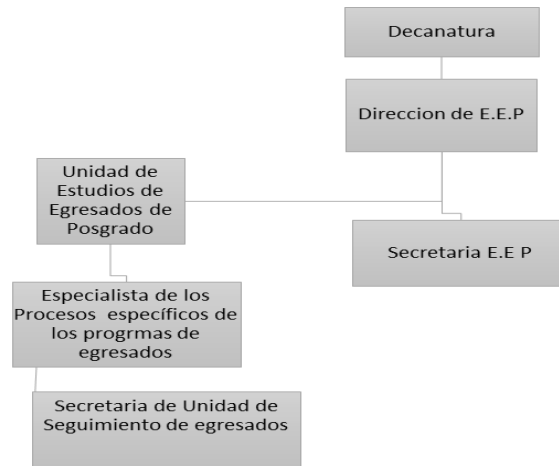 Decanatura
Direccion de E.E.P
Unidad de
Estudios de
Egresados de
Posgrado
Secretaria E.E P
Especialista de los
Procesos específicos de
los progrmas de
egresados
Secretaria de Unidad de
Seguimiento de egresados